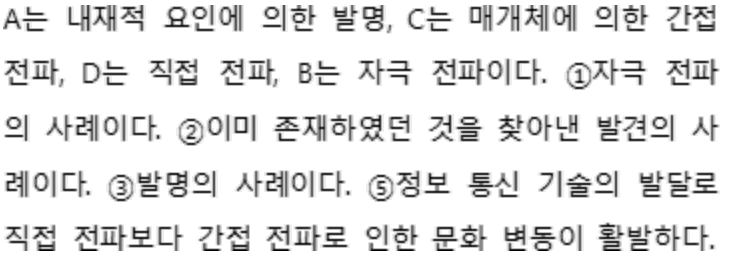 A는 내재적 요인에 의한 발명, C는 매개체에 의한 간접
전파, D는 직접 전파, B는 자극 전파이다. ①자극 전파
의 사례이다. ②이미 존재하였던 것을 찾아낸 발견의 사
례이다. ③발명의 사례이다. ⑤정보 통신 기술의 발달로
직접 전파보다 간접 전파로 인한 문화 변동이 활발하다.